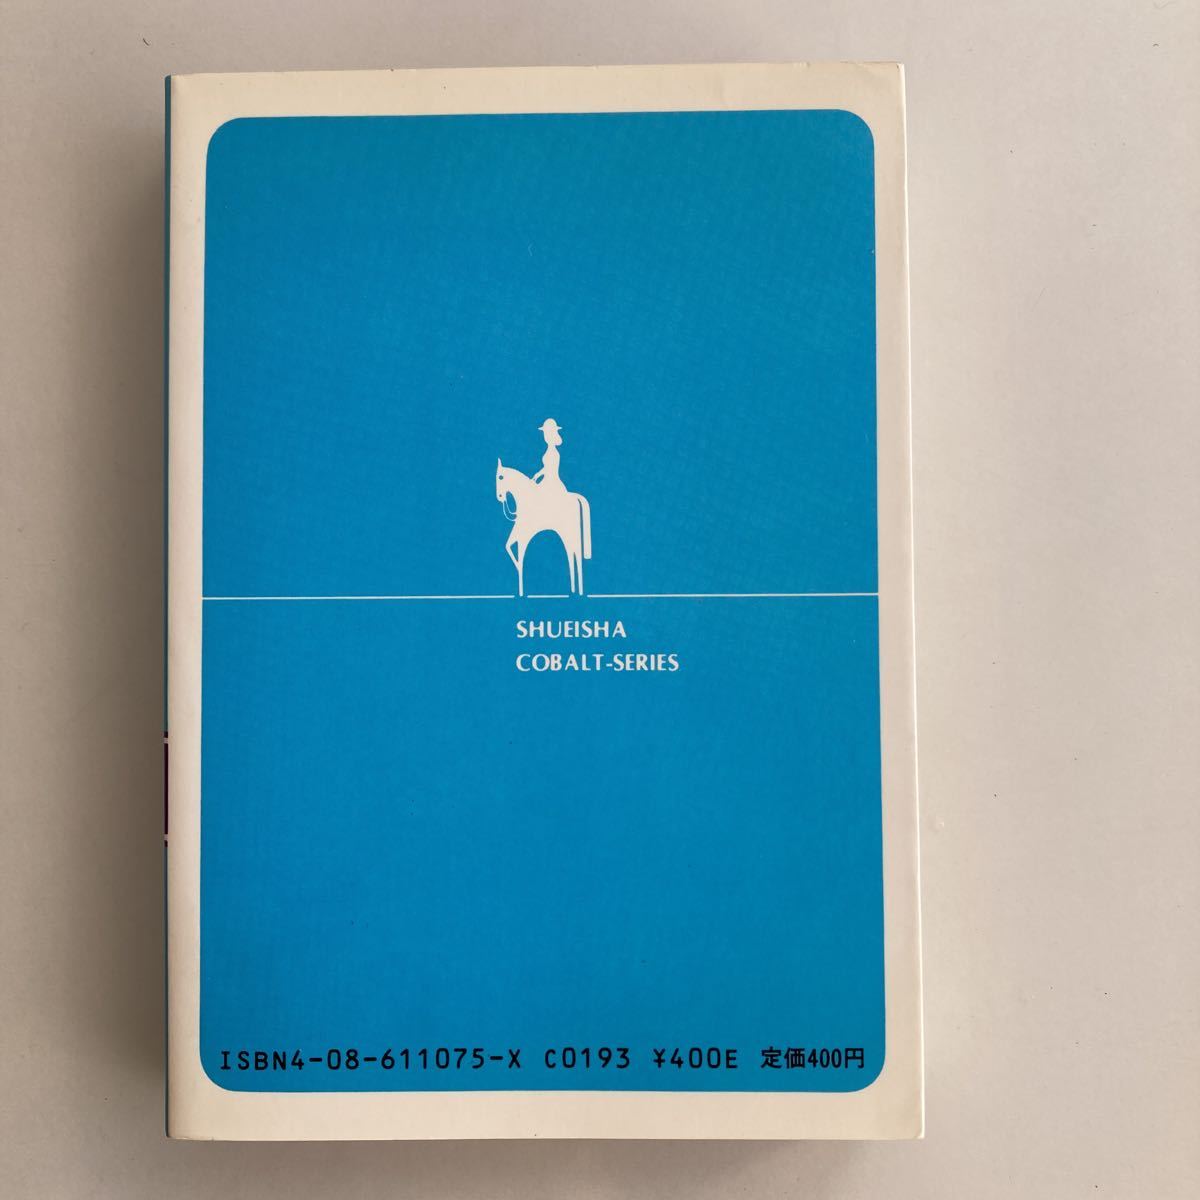 SHUEISHA
COBALT-SERIES
ISBN4-08-611075-X C0193 ¥400E 定価400円